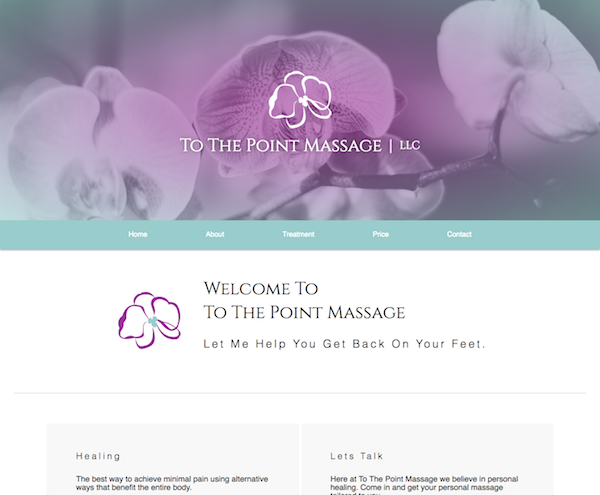 To The Point Massage | LLC
Home About Treatment Price Contact
Welcome To
To The Point Massage
Let Me Help You Get Back On Your Feet.
Healing
The best way to achieve minimal pain using alternative
ways that benefit the entire body.
Lets Talk
Here at To The Point Massage we believe in personal
healing. Come in and get your personal massage
tailored to you